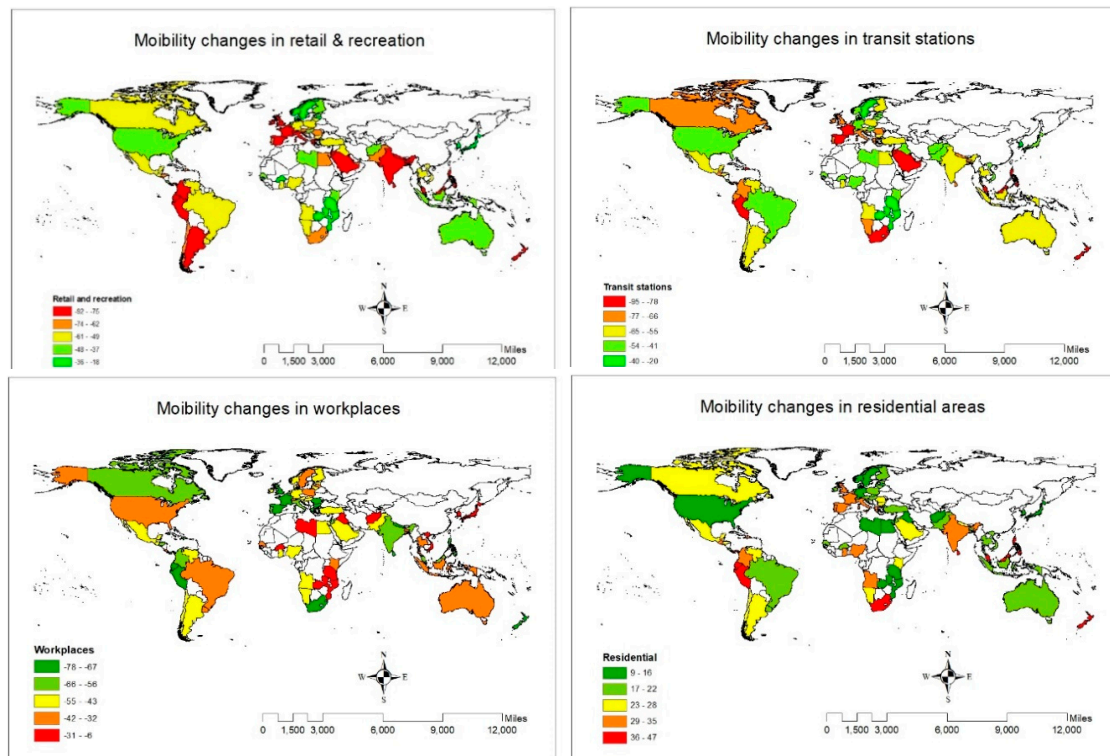 Moibility changes in retail & recreation
Retail and recreation
-92 - -75
-74 - -62
-61 - -49
-48 - -37
-36 - -18
N
W E
S
Miles
0 1,500 3,000 6,000 9,000 12,000
Moibility changes in transit stations
Transit stations
-95 - -78
-77 - -66
-65 - -55
-54 - -41
-40 - -20
N
W E
S
Miles
0 1,500 3,000 6,000 9,000 12,000
Moibility changes in workplaces
Workplaces
-78 - -67
-66 - -56
-55 - -43
-42 - -32
-31 - -6
N
W E
S
Miles
0 1,500 3,000 6,000 9,000 12,000
Moibility changes in residential areas
Residential
9 - 16
17 - 22
23 - 28
29 - 35
36 - 47
N
W E
S
Miles
0 1,500 3,000 6,000 9,000 12,000